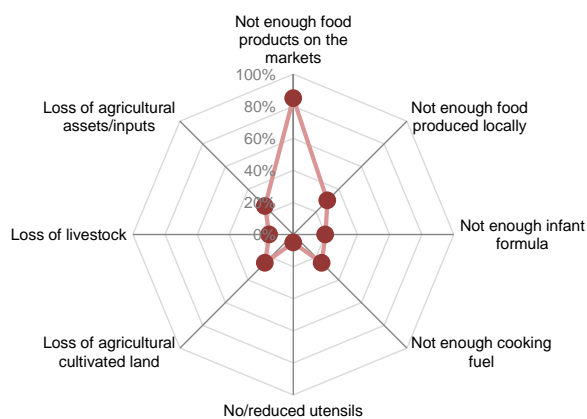 Not enough food
products on the
markets
100%
80%
60%
40%
20%
0%
Loss of agricultural
assets/inputs
Not enough food
produced locally
Loss of livestock
Not enough infant
formula
Loss of agricultural
cultivated land
Not enough cooking
fuel
No/reduced utensils